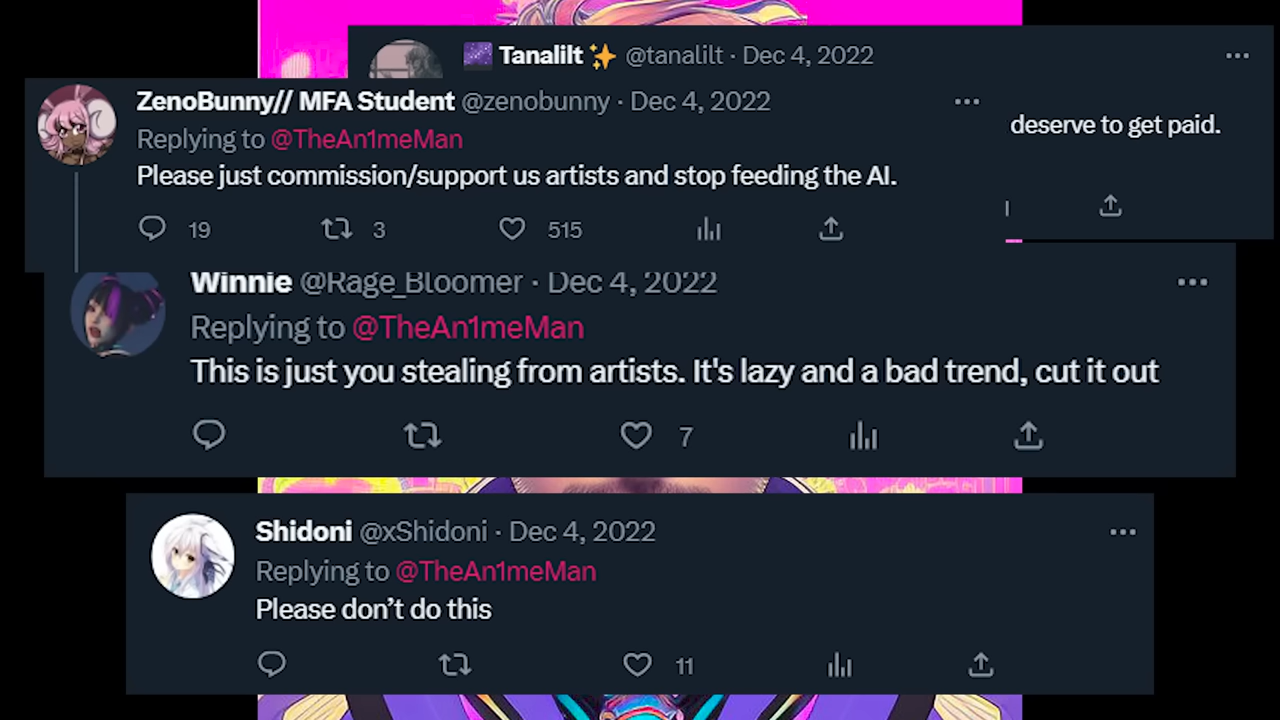 Tanalilt @tanalilt · Dec 4, 2022
deserve to get paid.
ZenoBunny// MFA Student @zenobunny · Dec 4, 2022
Replying to @TheAn1meMan
Please just commission/support us artists and stop feeding the AI.
19 3 515
Winnie @Rage_Bloomer · Dec 4, 2022
Replying to @TheAn1meMan
This is just you stealing from artists. It's lazy and a bad trend, cut it out
7
Shidoni @xShidoni · Dec 4, 2022
Replying to @TheAn1meMan
Please don’t do this
11